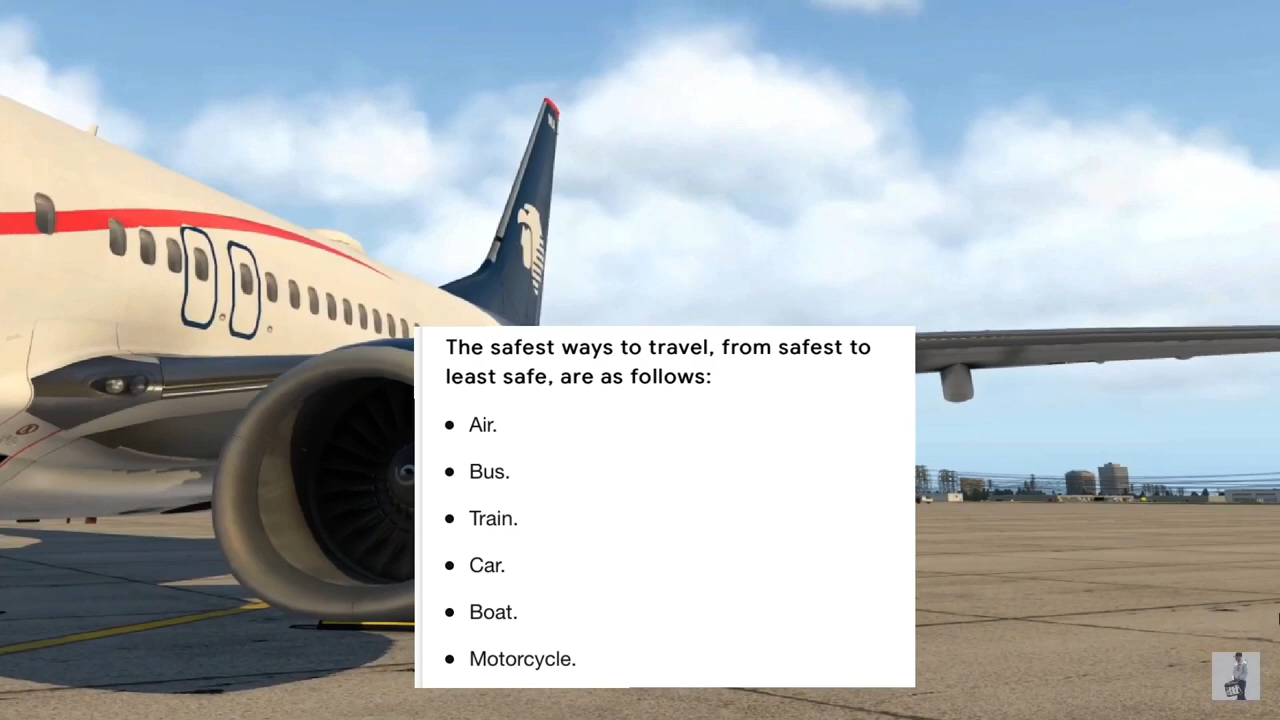 The safest ways to travel, from safest to
least safe, are as follows:
• Air.
• Bus.
• Train.
• Car.
• Boat.
• Motorcycle.